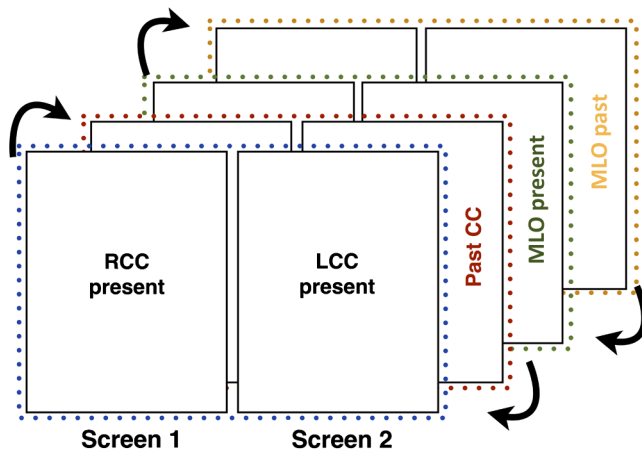 RCC
present
LCC
present
Past CC
MLO present
MLO past
Screen 1
Screen 2